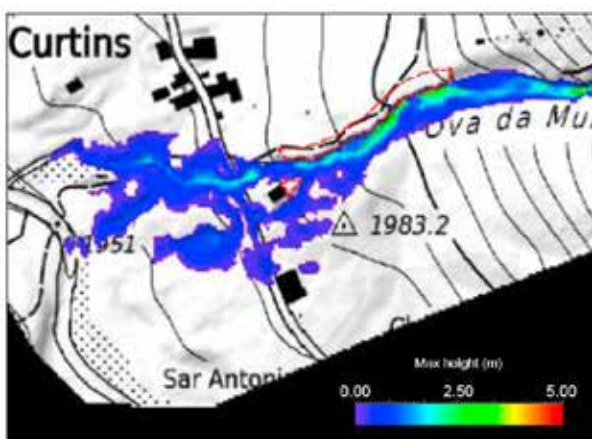 Curtins
Ova da Mu
1983.2
1951
Sar Antoni
Max height (m)
0.00 2.50 5.00